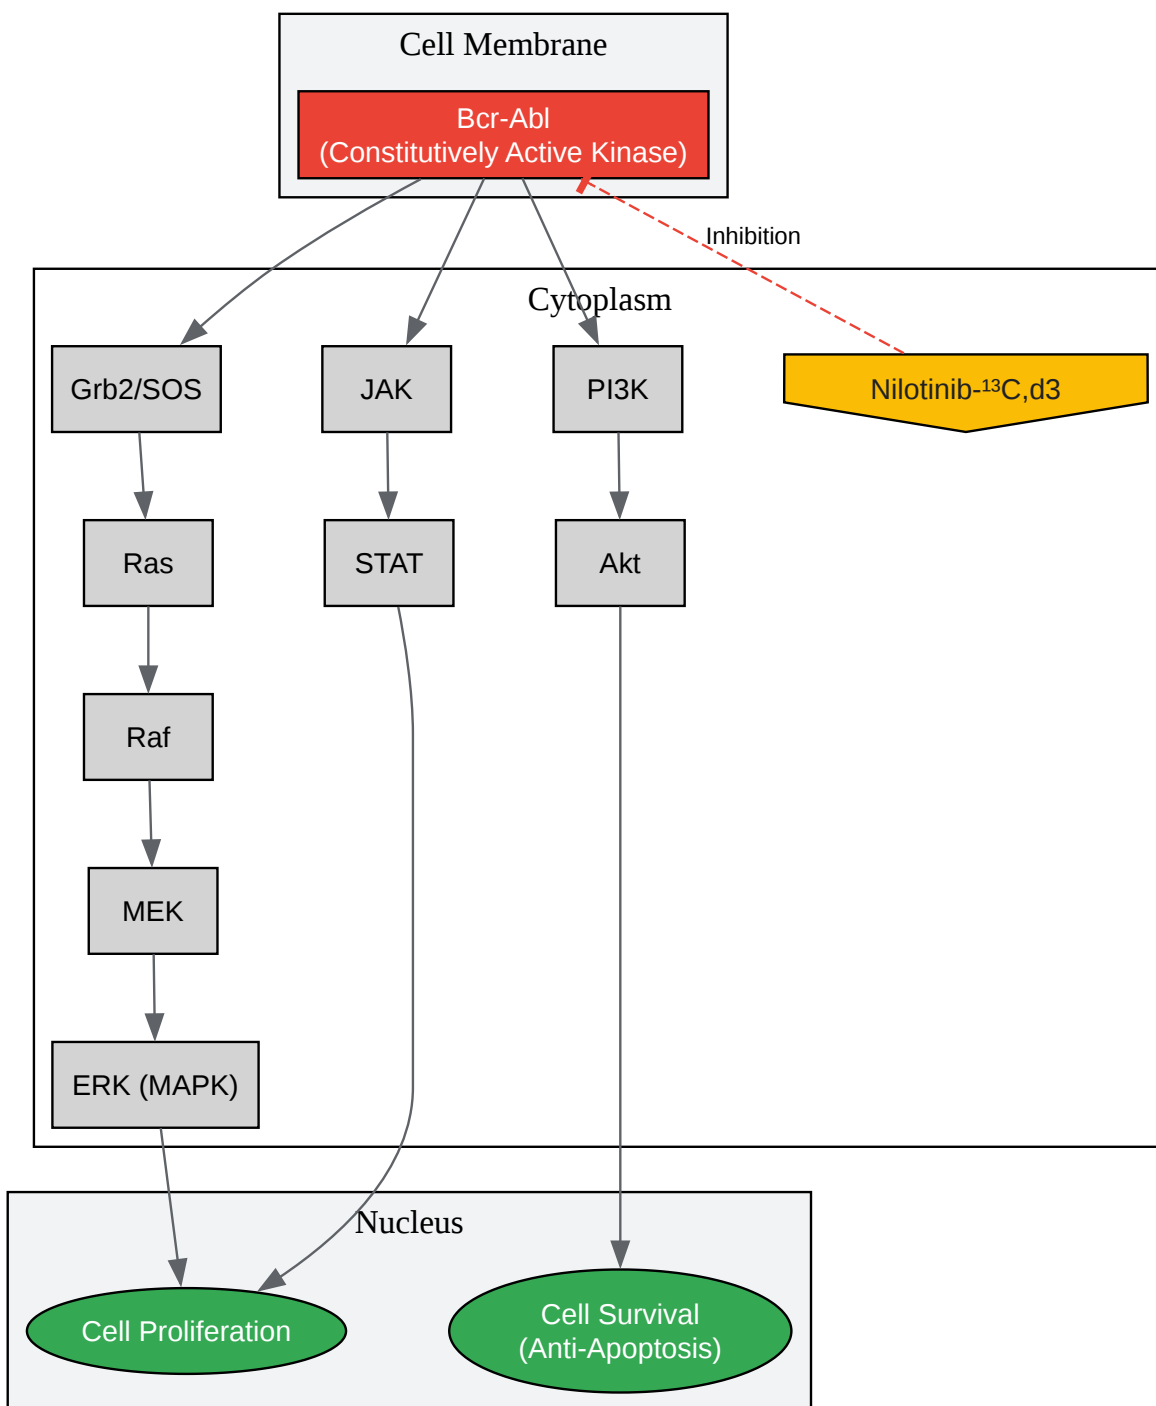 Cell Membrane
Bcr-Abl
(Constitutively Active Kinase)
Inhibition
Cytoplasm
Grb2/SOS
JAK
PI3K
Nilotinib-¹³C,d3
Ras
STAT
Akt
Raf
MEK
ERK (MAPK)
Nucleus
Cell Proliferation
Cell Survival
(Anti-Apoptosis)